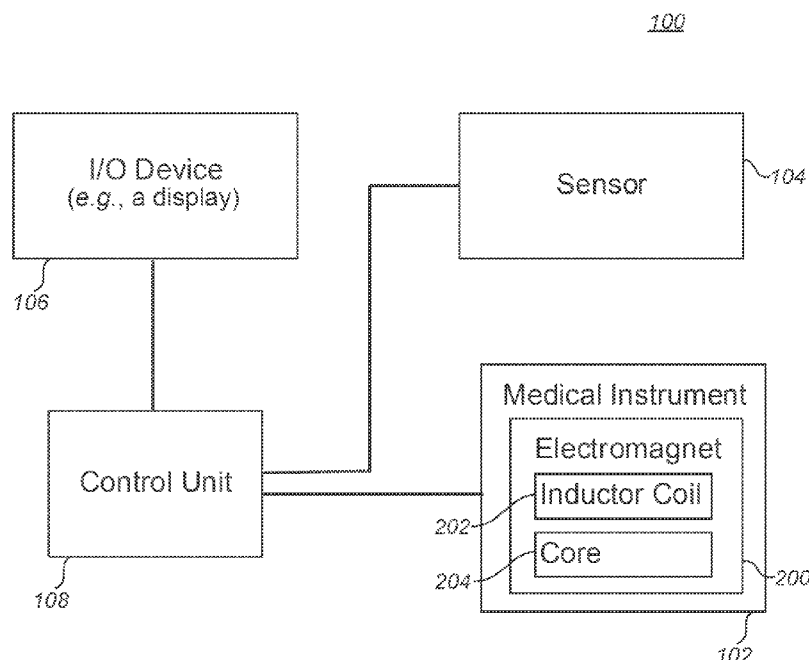 100
I/O Device
(e.g., a display)
106
Sensor
104
Control Unit
108
Medical Instrument
Electromagnet
Inductor Coil
202
Core
204
200
102